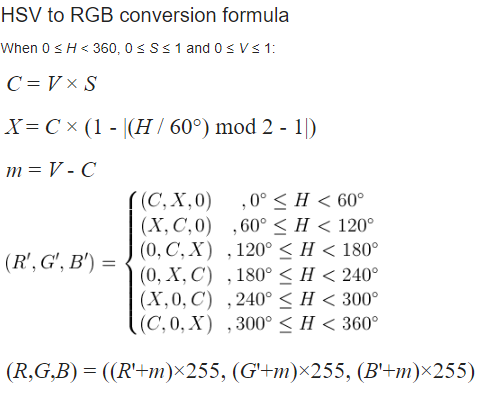 HSV to RGB conversion formula
When 0 ≤ H < 360, 0 ≤ S ≤ 1 and 0 ≤ V ≤ 1:
C = V × S
X = C × (1 - |(H / 60°) mod 2 - 1|)
m = V - C
(C, X, 0) , 0° ≤ H < 60°
(X, C, 0) , 60° ≤ H < 120°
(0, C, X) , 120° ≤ H < 180°
(R', G', B') = {
(0, X, C) , 180° ≤ H < 240°
(X, 0, C) , 240° ≤ H < 300°
(C, 0, X) , 300° ≤ H < 360°
(R,G,B) = ((R'+m)×255, (G'+m)×255, (B'+m)×255)